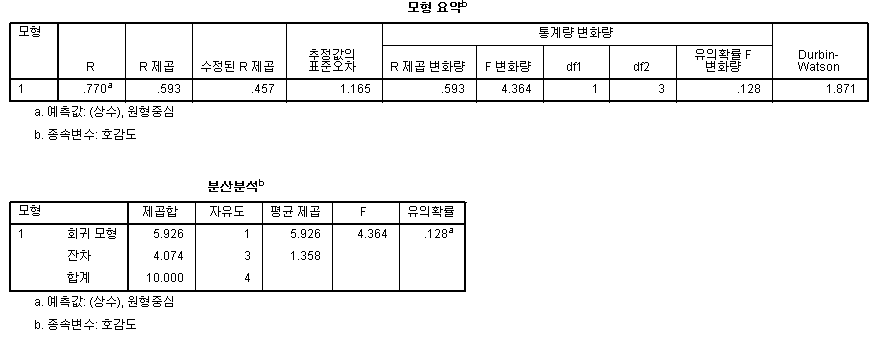 모형 요약b
모형 R R 제곱 수정된 R 제곱 추정값의 표준오차 통계량 변화량 Durbin-Watson
R 제곱 변화량 F 변화량 df1 df2 유의확률 F 변화량
1 .770a .593 .457 1.165 .593 4.364 1 3 .128 1.871
a. 예측값: (상수), 원형중심
b. 종속변수: 호감도
분산분석b
모형 제곱합 자유도 평균 제곱 F 유의확률
1 회귀 모형 5.926 1 5.926 4.364 .128a
잔차 4.074 3 1.358
합계 10.000 4
a. 예측값: (상수), 원형중심
b. 종속변수: 호감도